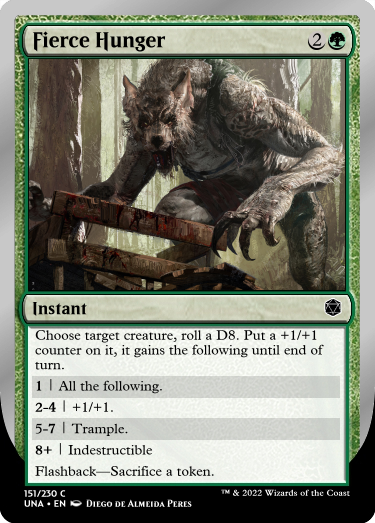 Fierce Hunger 2
Instant
Choose target creature, roll a D8. Put a +1/+1
counter on it, it gains the following until end of
turn.
1 | All the following.
2-4 | +1/+1.
5-7 | Trample.
8+ | Indestructible
Flashback—Sacrifice a token.
151/230 C
UNA • EN Diego de Almeida Peres
™ & 2022 Wizards of the Coast